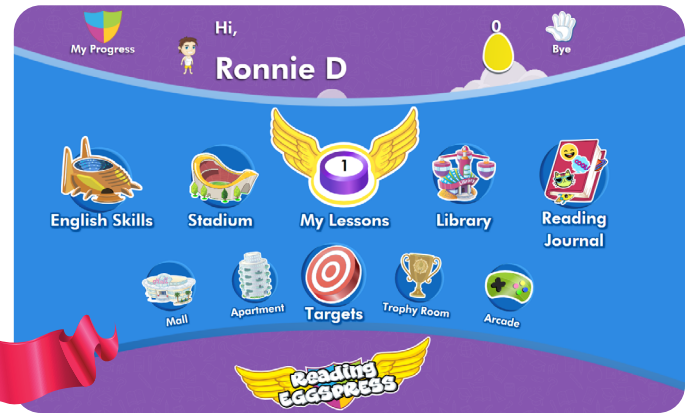 Hi,
0
My Progress
Bye
Ronnie D
1
English Skills
Stadium
My Lessons
Library
Reading
Journal
Mall
Apartment
Targets
Trophy Room
Arcade
Reading
EGGSPRESS